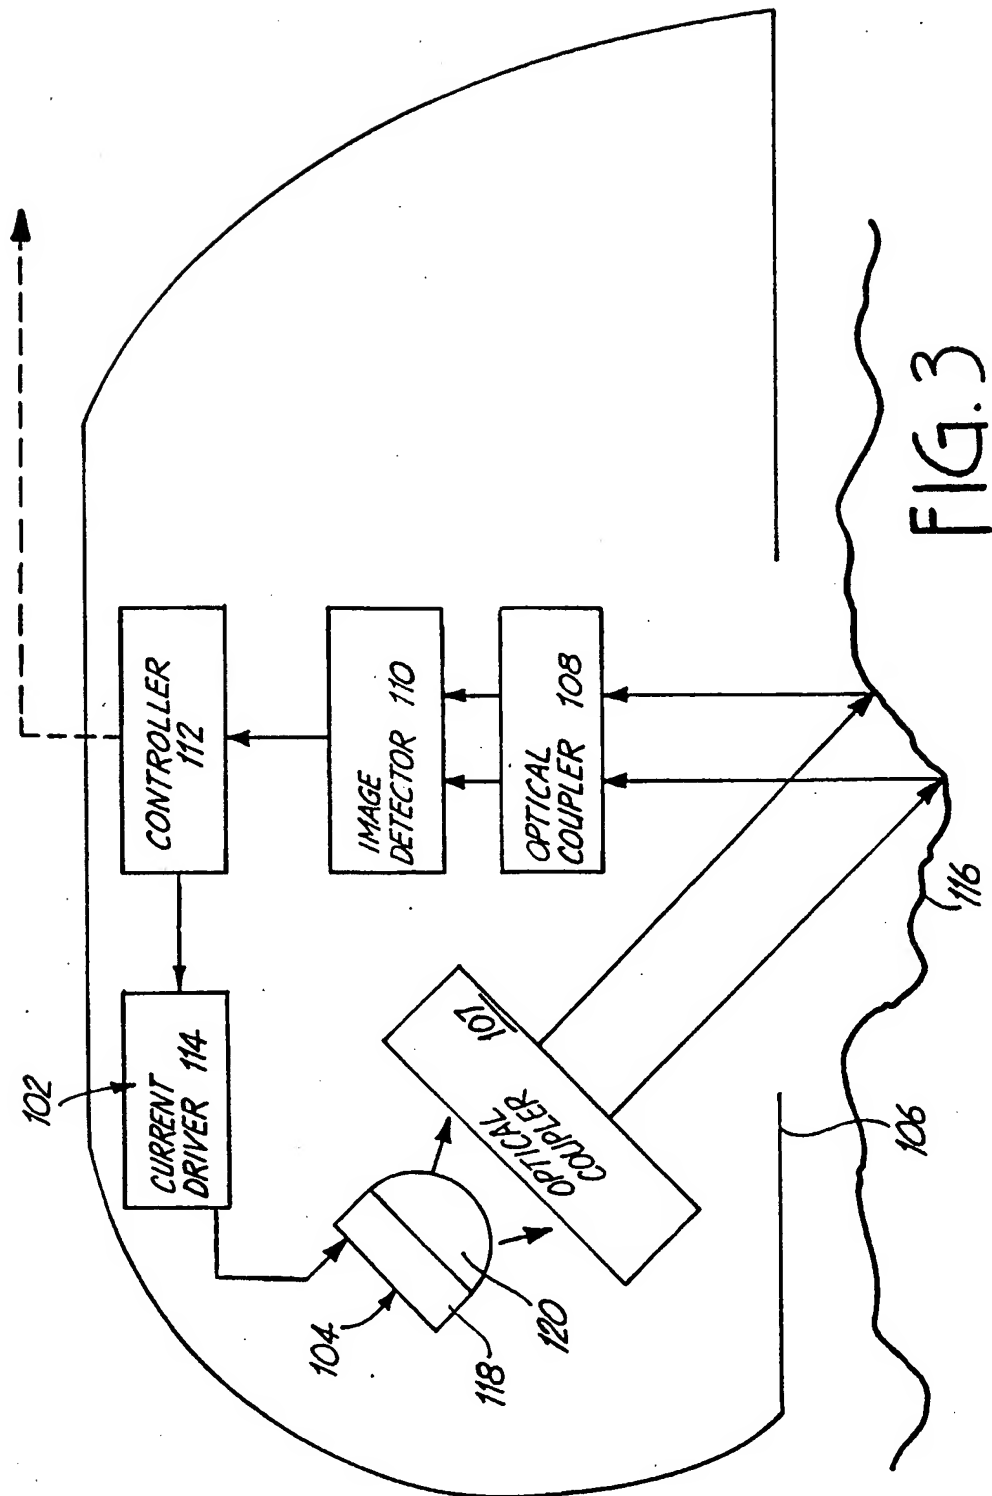 102
CURRENT
DRIVER 114
CONTROLLER
112
IMAGE
DETECTOR 110
OPTICAL
COUPLER 108
104
118
120
OPTICAL
COUPLER
107
106
116
FIG. 3